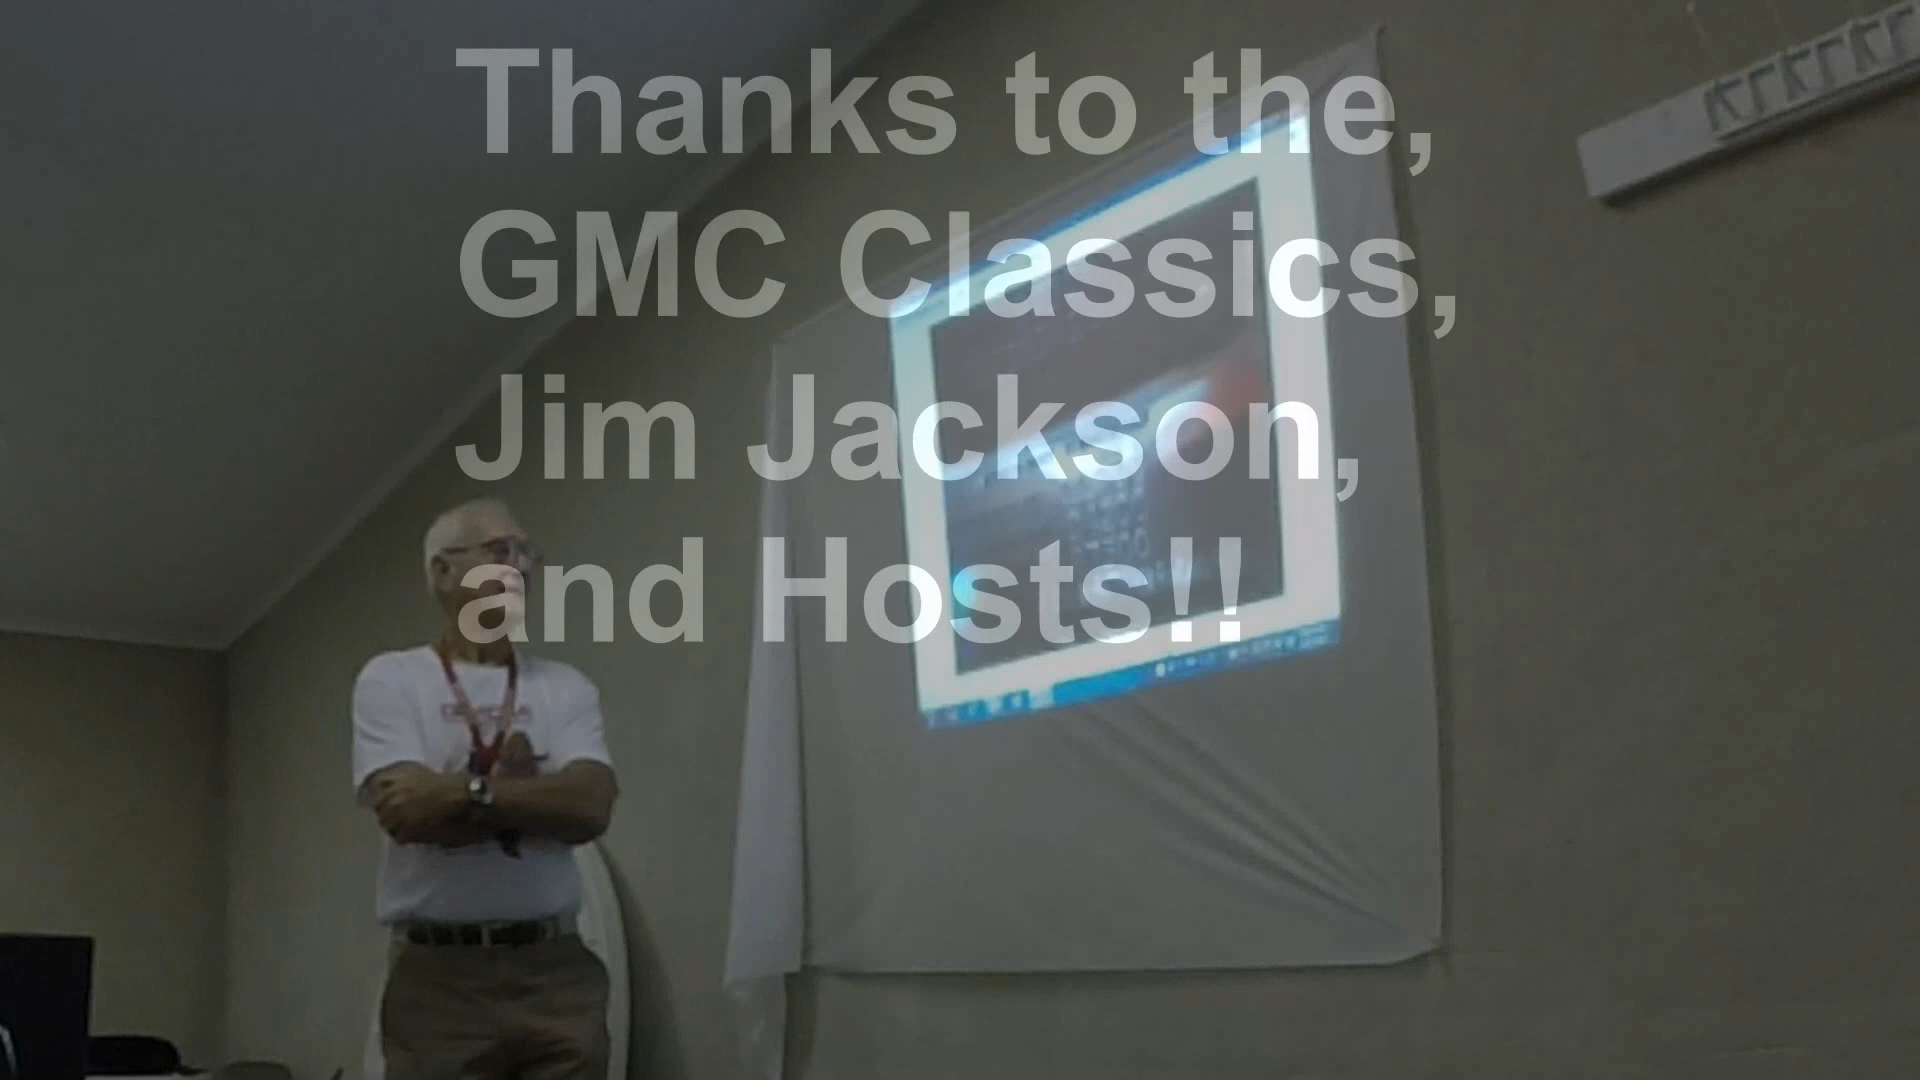 Thanks to the,
GMC Classics,
Jim Jackson,
and Hosts!!